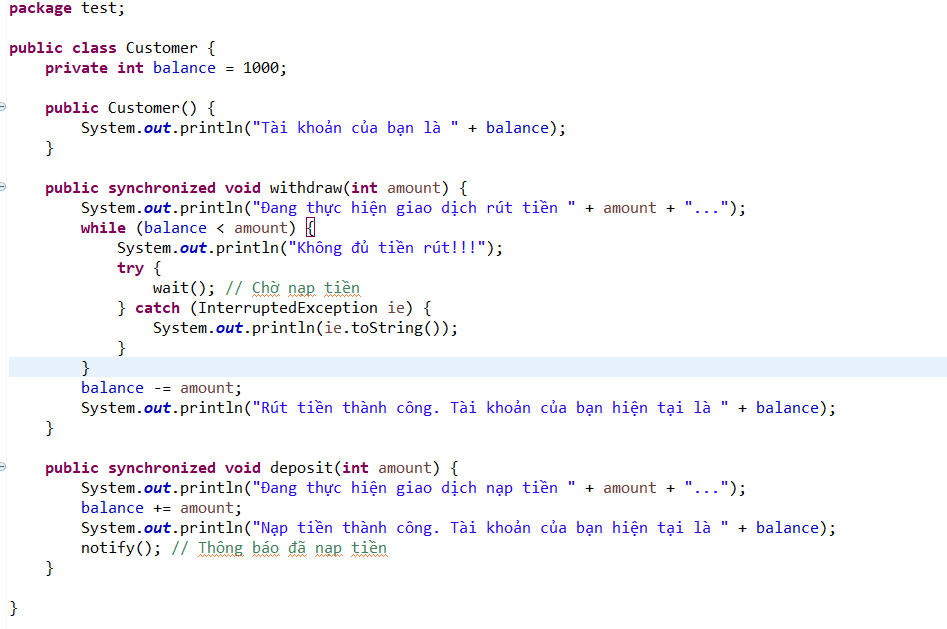 package test;
public class Customer {
private int balance = 1000;
public Customer() {
System.out.println("Tài khoản của bạn là " + balance);
}
public synchronized void withdraw(int amount) {
System.out.println("Đang thực hiện giao dịch rút tiền " + amount + "...");
while (balance < amount) {
System.out.println("Không đủ tiền rút!!!");
try {
wait(); // Chờ nạp tiền
} catch (InterruptedException ie) {
System.out.println(ie.toString());
}
}
balance -= amount;
System.out.println("Rút tiền thành công. Tài khoản của bạn hiện tại là " + balance);
}
public synchronized void deposit(int amount) {
System.out.println("Đang thực hiện giao dịch nạp tiền " + amount + "...");
balance += amount;
System.out.println("Nạp tiền thành công. Tài khoản của bạn hiện tại là " + balance);
notify(); // Thông báo đã nạp tiền
}
}